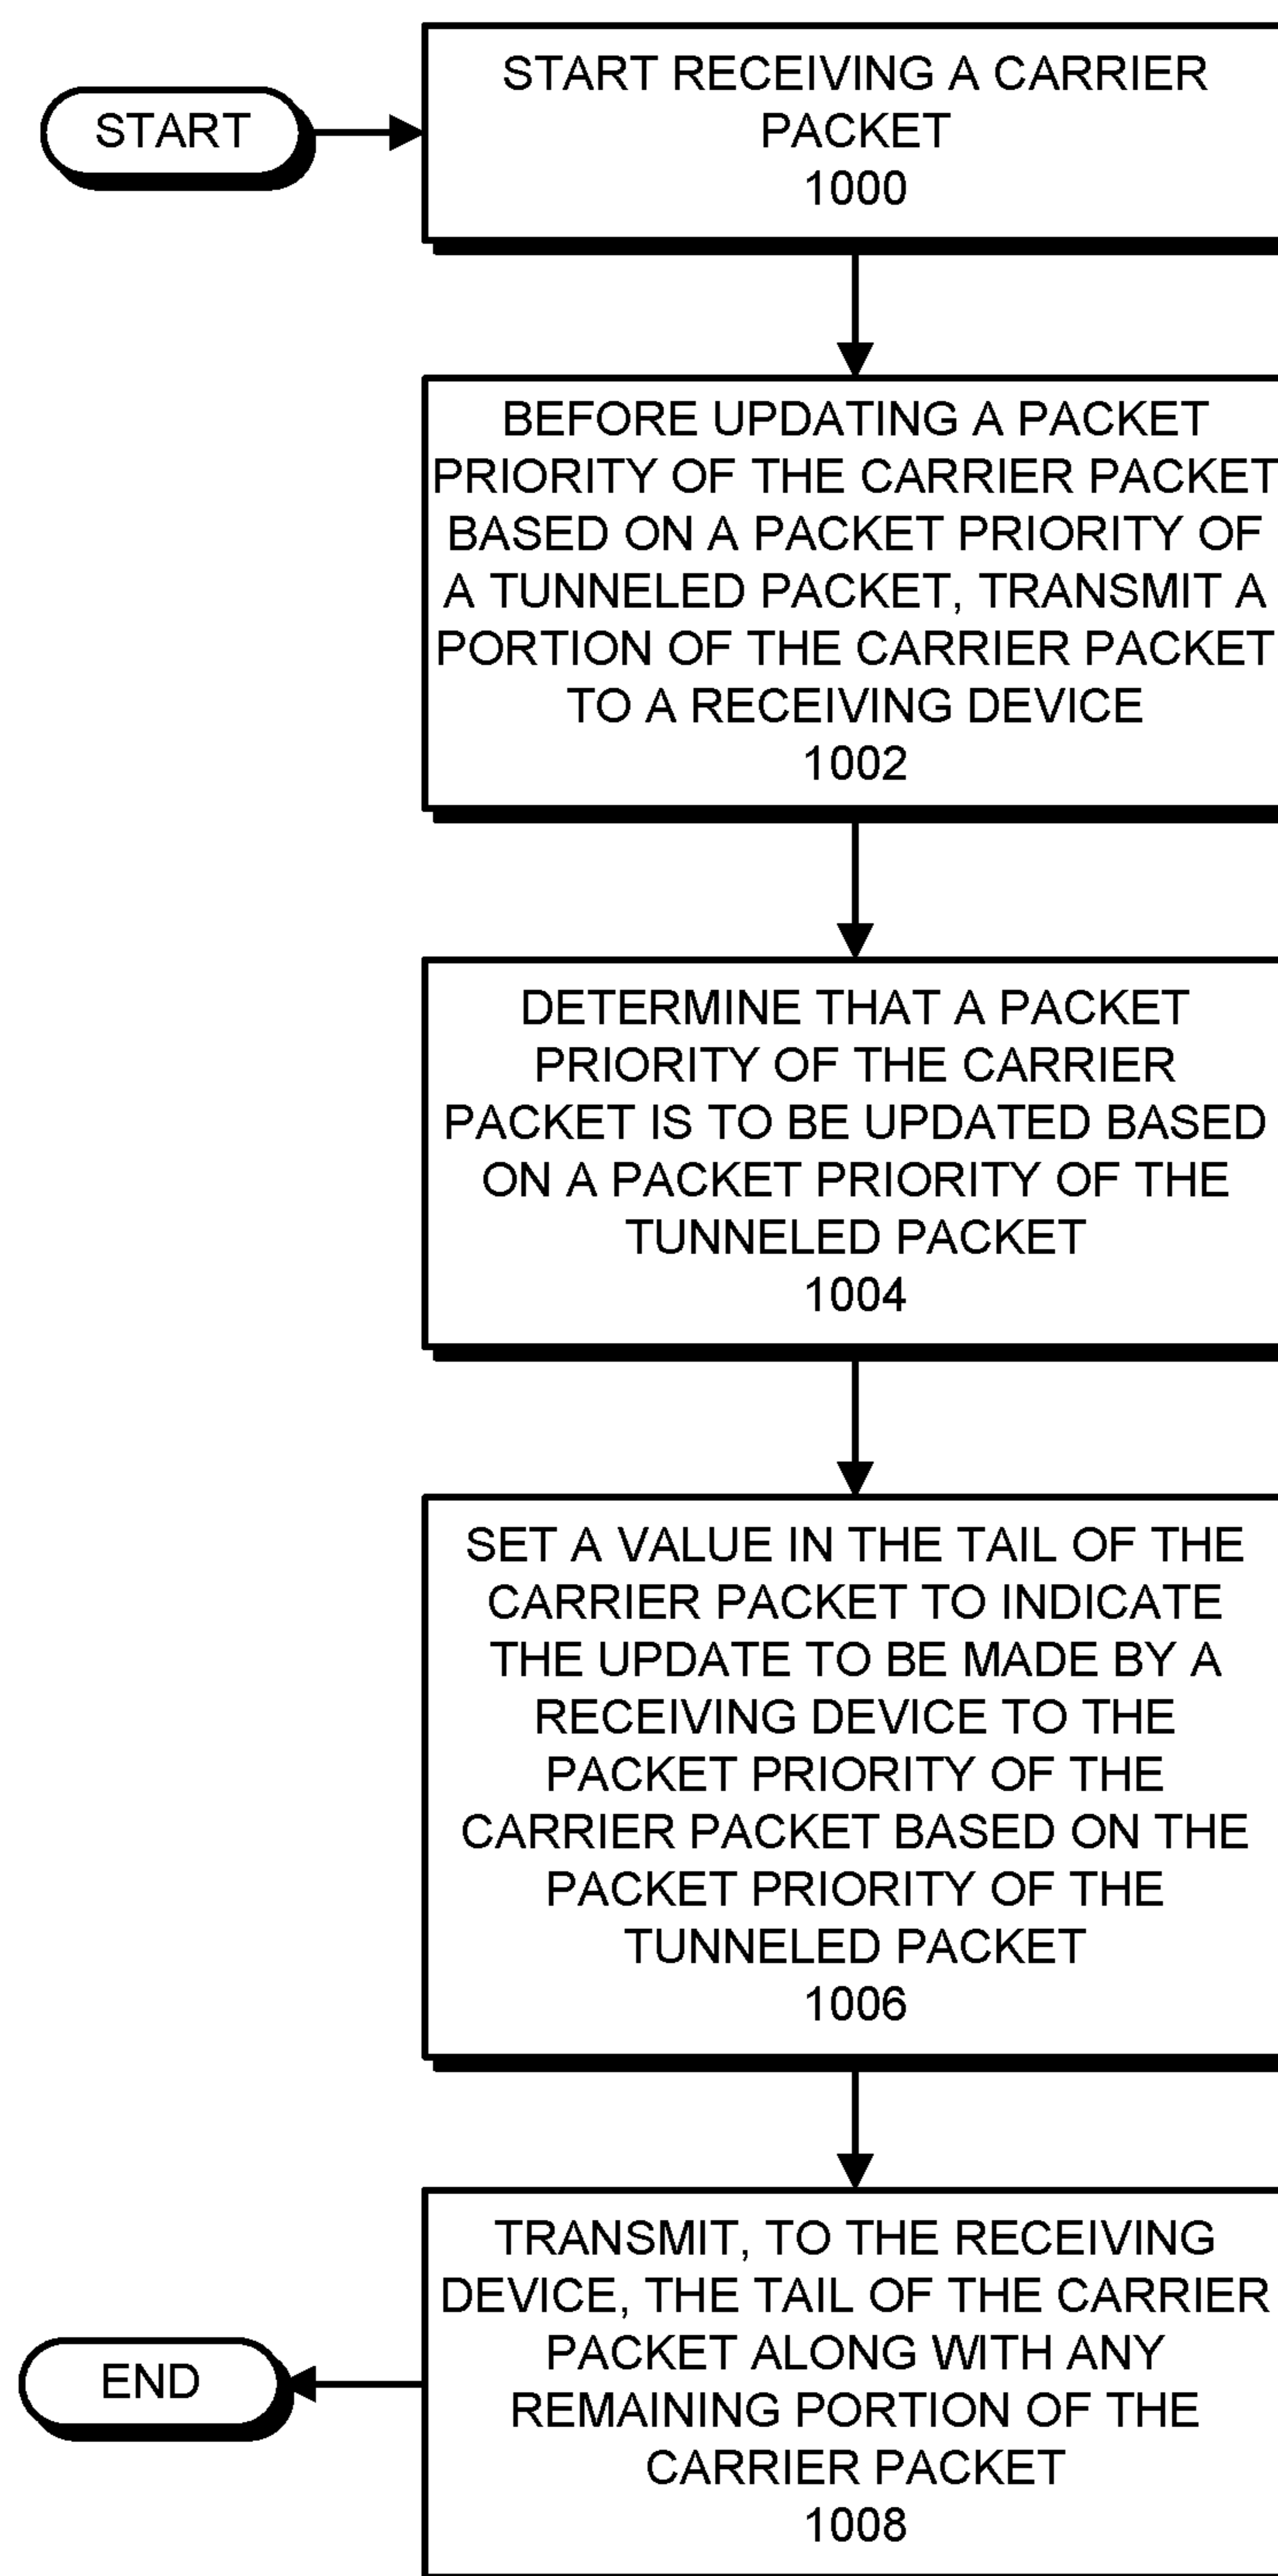 START
START RECEIVING A CARRIER
PACKET
1000
BEFORE UPDATING A PACKET
PRIORITY OF THE CARRIER PACKET
BASED ON A PACKET PRIORITY OF
A TUNNELED PACKET, TRANSMIT A
PORTION OF THE CARRIER PACKET
TO A RECEIVING DEVICE
1002
DETERMINE THAT A PACKET
PRIORITY OF THE CARRIER
PACKET IS TO BE UPDATED BASED
ON A PACKET PRIORITY OF THE
TUNNELED PACKET
1004
SET A VALUE IN THE TAIL OF THE
CARRIER PACKET TO INDICATE
THE UPDATE TO BE MADE BY A
RECEIVING DEVICE TO THE
PACKET PRIORITY OF THE
CARRIER PACKET BASED ON THE
PACKET PRIORITY OF THE
TUNNELED PACKET
1006
TRANSMIT, TO THE RECEIVING
DEVICE, THE TAIL OF THE CARRIER
PACKET ALONG WITH ANY
REMAINING PORTION OF THE
CARRIER PACKET
1008
END